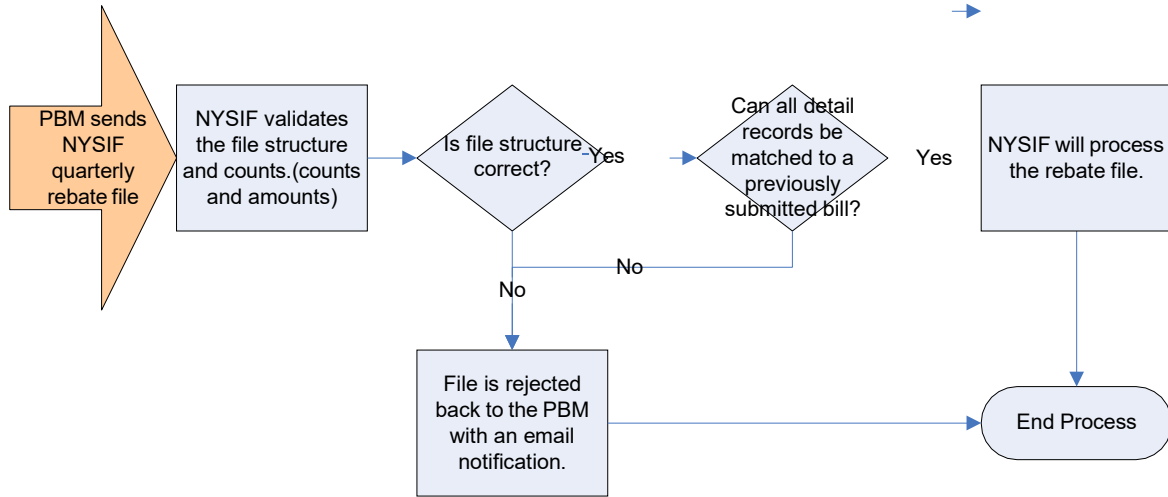 PBM sends
NYSIF
quarterly
rebate file
NYSIF validates
the file structure
and counts.(counts
and amounts)
Is file structure
correct?
Yes
Can all detail
records be
matched to a
previously
submitted bill?
Yes
NYSIF will process
the rebate file.
No
No
File is rejected
back to the PBM
with an email
notification.
End Process